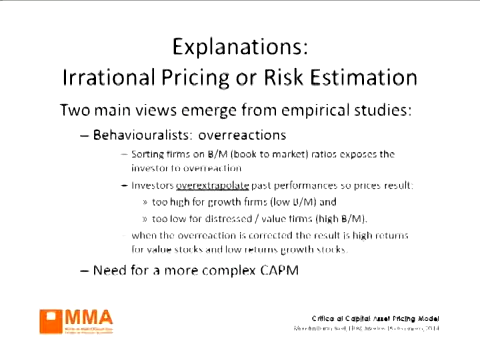 Explanations:
Irrational Pricing or Risk Estimation
Two main views emerge from empirical studies:
– Behaviouralists: overreactions
– Sorting firms on B/M (book to market) ratios exposes the
investor to overreaction
– Investors overextrapolate past performances so prices result:
» too high for growth firms (low B/M) and
» too low for distressed / value firms (high B/M).
– when the overreaction is corrected the result is high returns
for value stocks and low returns growth stocks.
– Need for a more complex CAPM
MMA
Capital Asset Pricing Model